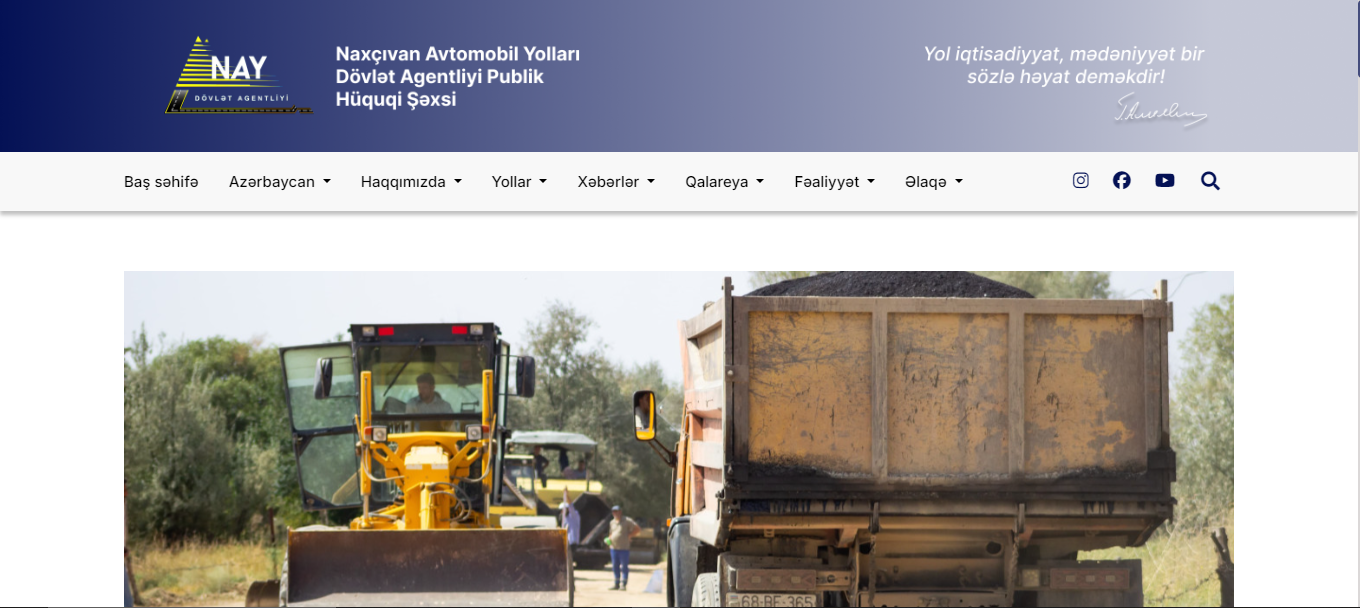 NAY
DÖVLƏT AGENTLİYİ
Naxçıvan Avtomobil Yolları
Dövlət Agentliyi Publik
Hüquqi Şəxsi
Yol iqtisadiyyat, mədəniyyət bir
sözlə həyat deməkdir!
Baş səhifə Azərbaycan Haqqımızda Yollar Xəbərlər Qalareya Fəaliyyət Əlaqə
68-BE-365